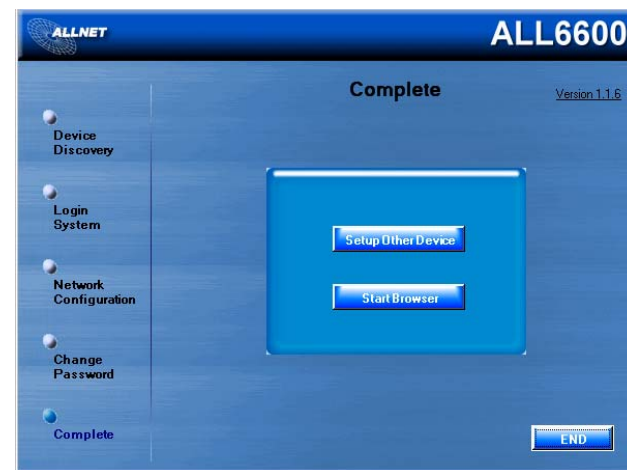 ALLNET
ALL6600
Complete
Version 1.1.6
Device
Discovery
Login
System
Network
Configuration
Change
Password
Complete
Setup Other Device
Start Browser
END